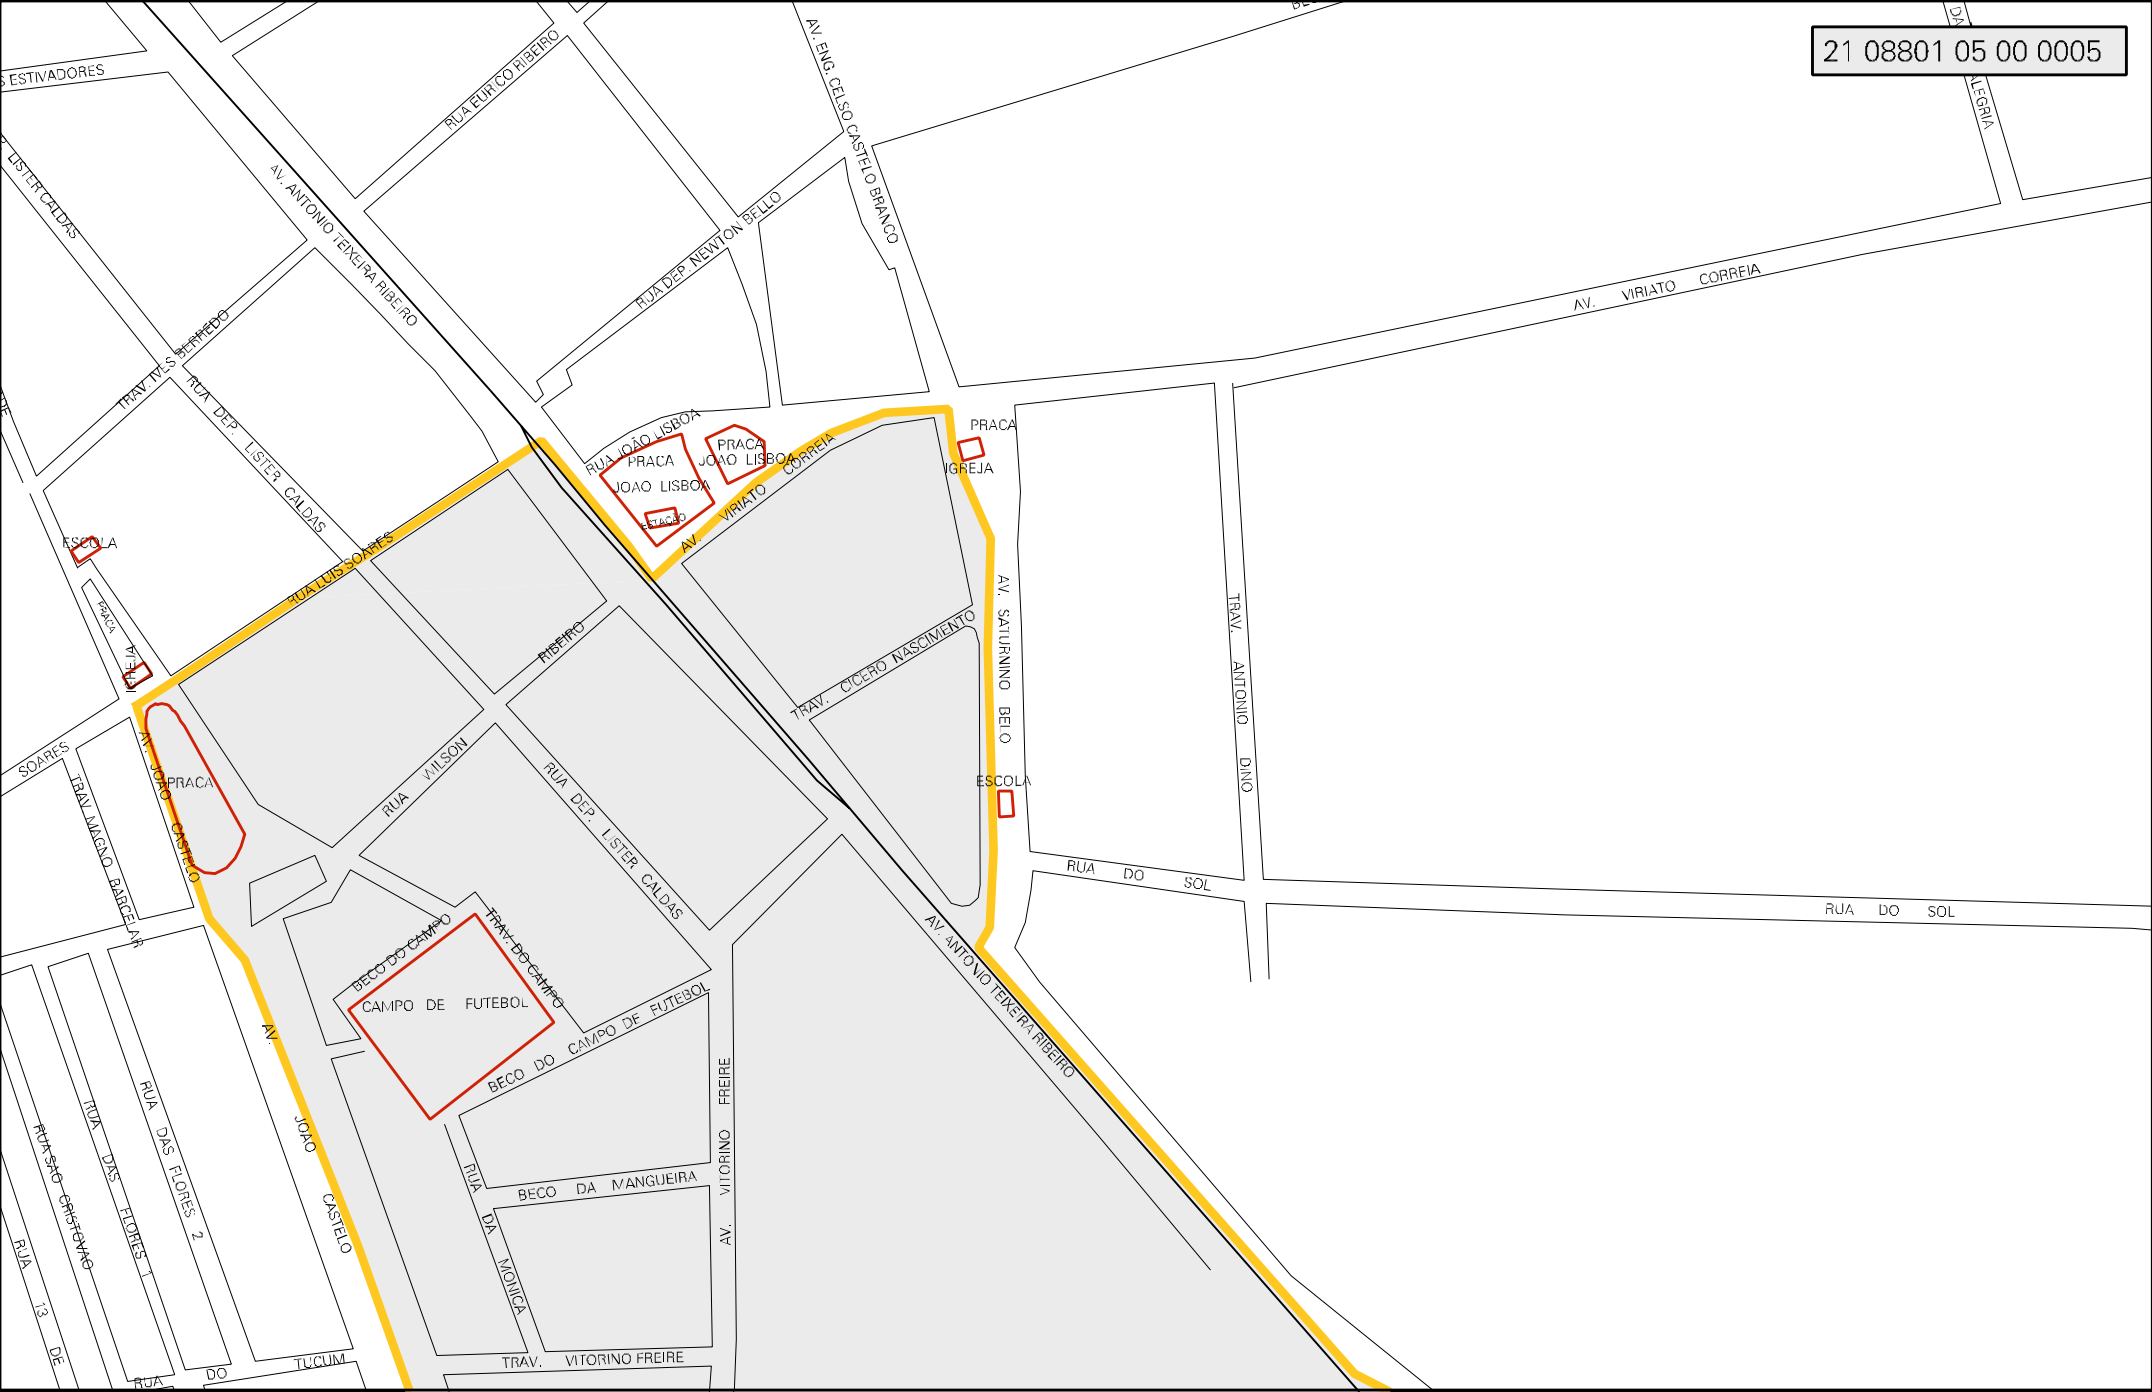 21 08801 05 00 0005
ESTIVADORES
RUA EURICO RIBEIRO
AV. ENG. CELSO CASTELO BRANCO
ALEGRIA
LISTER CALDAS
AV. ANTONIO TEIXEIRA RIBEIRO
RUA DEP. NEWTON BELLO
AV. VIRIATO CORREIA
TRAV. IVES BERREDO
RUA DEP. LISTER CALDAS
RUA JOÃO LISBOA
PRACA
JOAO LISBOA
PRACA
JOAO LISBOA
ESTAÇÃO
AV. VIRIATO CORREIA
PRACA
IGREJA
ESCOLA
RUA LUIS SOARES
PRACA
IGREJA
RUA WILSON RIBEIRO
TRAV. CICERO NASCIMENTO
AV. SATURNINO BELO
TRAV. ANTONIO DINO
SOARES
AV. JOAO CASTELO
PRACA
TRAV MAGNO BARCELAR
RUA DEP. LISTER CALDAS
ESCOLA
RUA DO SOL
RUA DO SOL
BECO DO CAMPO
TRAV. DO CAMPO
CAMPO DE FUTEBOL
BECO DO CAMPO DE FUTEBOL
AV. ANTONIO TEIXEIRA RIBEIRO
AV. JOAO CASTELO
AV. VITORINO FREIRE
RUA DAS FLORES 2
RUA DAS FLORES 1
RUA SAO CRISTOVAO
RUA 13 DE
BECO DA MANGUEIRA
RUA DA MONICA
TRAV. VITORINO FREIRE
RUA DO TUCUM